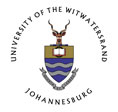 UNIVERSITY OF THE WITWATERSRAND
JOHANNESBURG